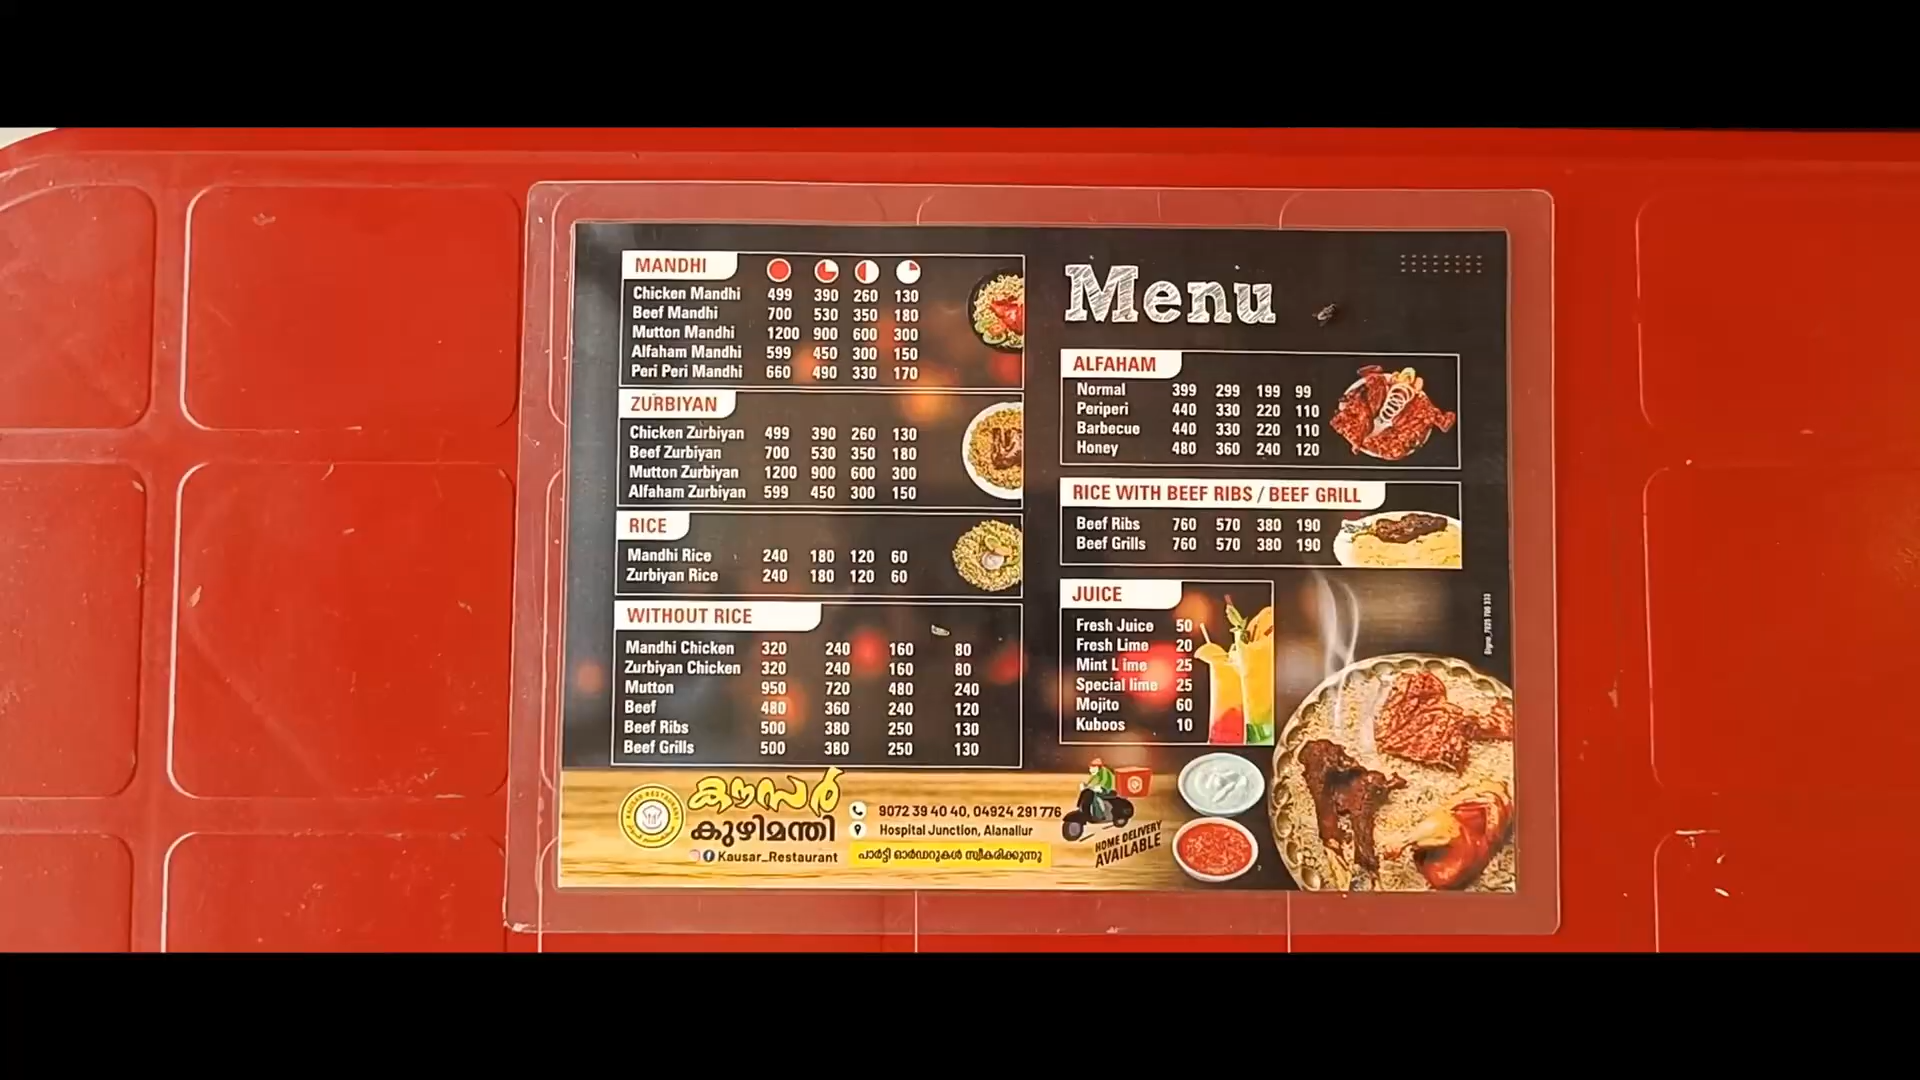 MANDHI
Chicken Mandhi 499 390 260 130
Beef Mandhi 700 530 350 180
Mutton Mandhi 1200 900 600 300
Alfaham Mandhi 599 450 300 150
Peri Peri Mandhi 660 490 330 170
ZURBIYAN
Chicken Zurbiyan 499 390 260 130
Beef Zurbiyan 700 530 350 180
Mutton Zurbiyan 1200 900 600 300
Alfaham Zurbiyan 599 450 300 150
RICE
Mandhi Rice 240 180 120 60
Zurbiyan Rice 240 180 120 60
WITHOUT RICE
Mandhi Chicken 320 240 160 80
Zurbiyan Chicken 320 240 160 80
Mutton 950 720 480 240
Beef 480 360 240 120
Beef Ribs 500 380 250 130
Beef Grills 500 380 250 130
Menu
ALFAHAM
Normal 399 299 199 99
Periperi 440 330 220 110
Barbecue 440 330 220 110
Honey 480 360 240 120
RICE WITH BEEF RIBS / BEEF GRILL
Beef Ribs 760 570 380 190
Beef Grills 760 570 380 190
JUICE
Fresh Juice 50
Fresh Lime 20
Mint L ime 25
Special lime 25
Mojito 60
Kuboos 10
KAUSAR RESTAURANT
കൗസർ
കുഴിമന്തി
Kausar_Restaurant
9072 39 40 40, 04924 291 776
Hospital Junction, Alanallur
പാർട്ടി ഓർഡറുകൾ സ്വീകരിക്കുന്നു
HOME DELIVERY
AVAILABLE